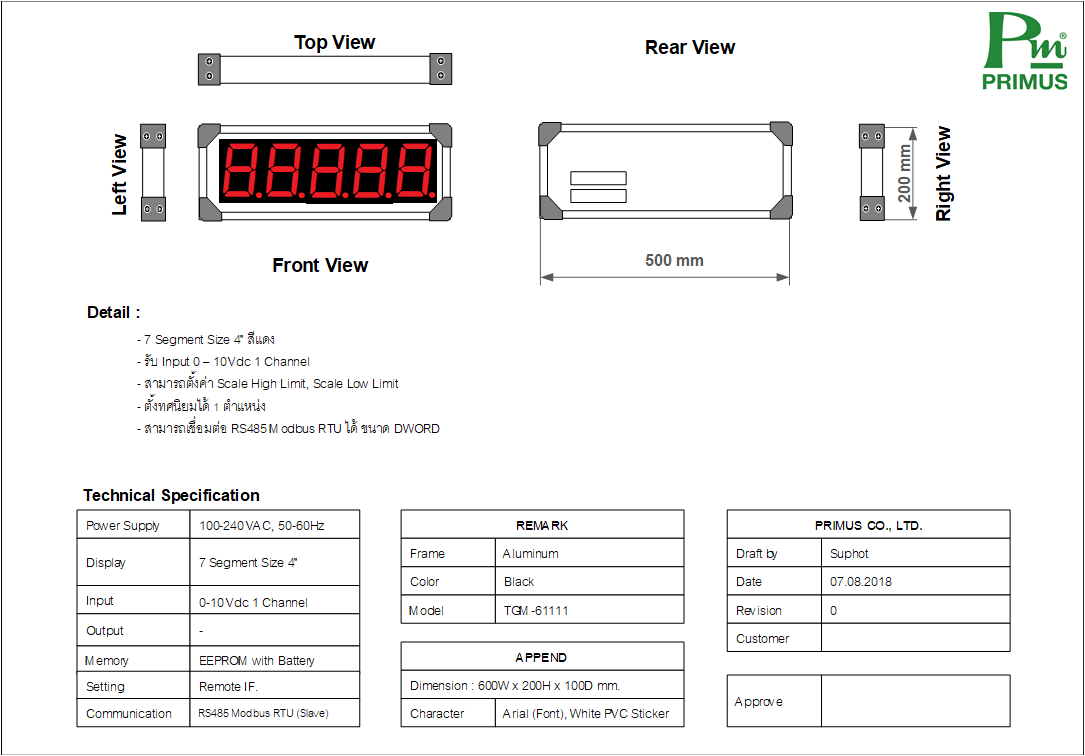 Top View
Rear View
Pm®
PRIMUS
Left View
88888.
200 mm
Right View
500 mm
Front View
Detail :
- 7 Segment Size 4" สีแดง
- รับ Input 0 – 10Vdc 1 Channel
- สามารถตั้งค่า Scale High Limit, Scale Low Limit
- ตั้งทศนิยมได้ 1 ตำแหน่ง
- สามารถเชื่อมต่อ RS485 Modbus RTU ได้ ขนาด DWORD
Technical Specification
Power Supply 100-240VAC, 50-60Hz
Display 7 Segment Size 4"
Input 0-10Vdc 1 Channel
Output -
Memory EEPROM with Battery
Setting Remote IF.
Communication RS485 Modbus RTU (Slave)
REMARK
Frame Aluminum
Color Black
Model TGM-61111
APPEND
Dimension : 600W x 200H x 100D mm.
Character Arial (Font), White PVC Sticker
PRIMUS CO., LTD.
Draft by Suphot
Date 07.08.2018
Revision 0
Customer
Approve